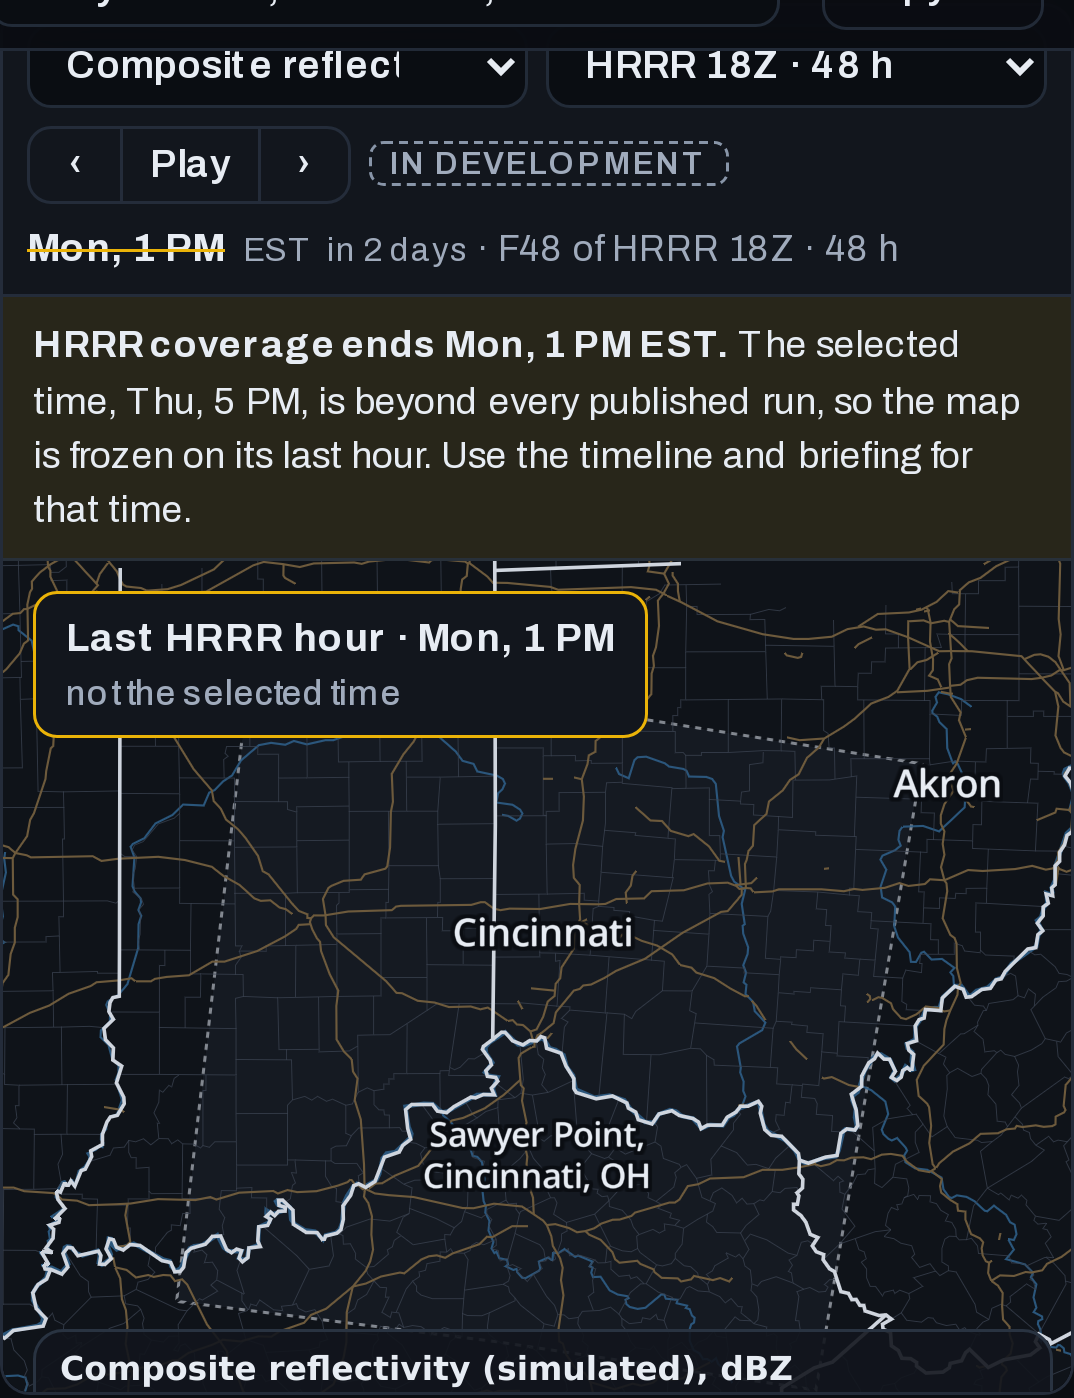 Composite reflect
HRRR 18Z · 48 h
‹ Play ›
IN DEVELOPMENT
Mon, 1 PM EST in 2 days · F48 of HRRR 18Z · 48 h
HRRR coverage ends Mon, 1 PM EST. The selected
time, Thu, 5 PM, is beyond every published run, so the map
is frozen on its last hour. Use the timeline and briefing for
that time.
Last HRRR hour · Mon, 1 PM
not the selected time
Akron
Cincinnati
Sawyer Point,
Cincinnati, OH
Composite reflectivity (simulated), dBZ